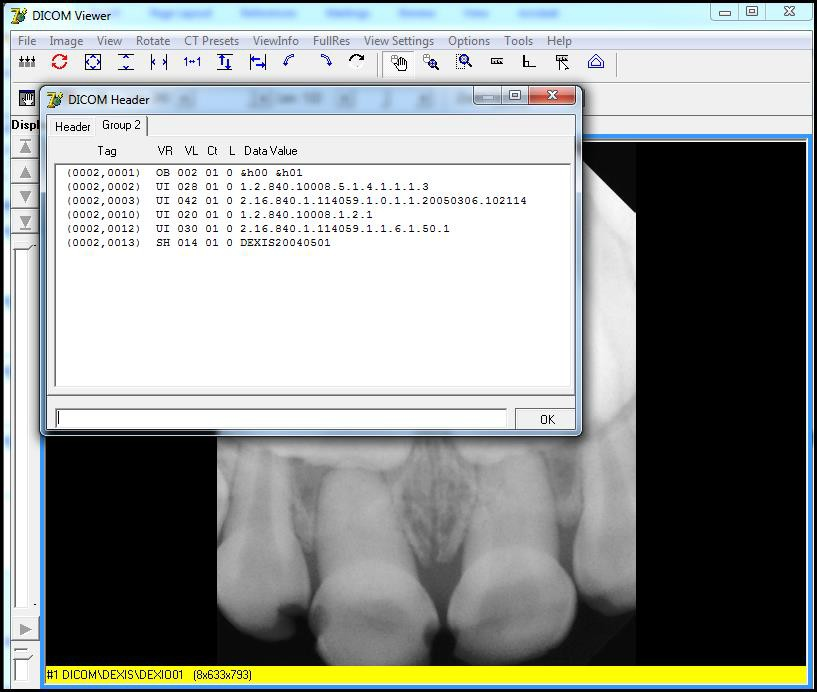 DICOM Viewer
File Image View Rotate CT Presets ViewInfo FullRes View Settings Options Tools Help
1↔1
DICOM Header
Displ
Header Group 2
Tag VR VL Ct L Data Value
(0002,0001) OB 002 01 0 &h00 &h01
(0002,0002) UI 028 01 0 1.2.840.10008.5.1.4.1.1.1.3
(0002,0003) UI 042 01 0 2.16.840.1.114059.1.0.1.1.20050306.102114
(0002,0010) UI 020 01 0 1.2.840.10008.1.2.1
(0002,0012) UI 030 01 0 2.16.840.1.114059.1.1.6.1.50.1
(0002,0013) SH 014 01 0 DEXIS20040501
OK
#1 DICOM\DEXIS\DEXIO01 (8x633x793)